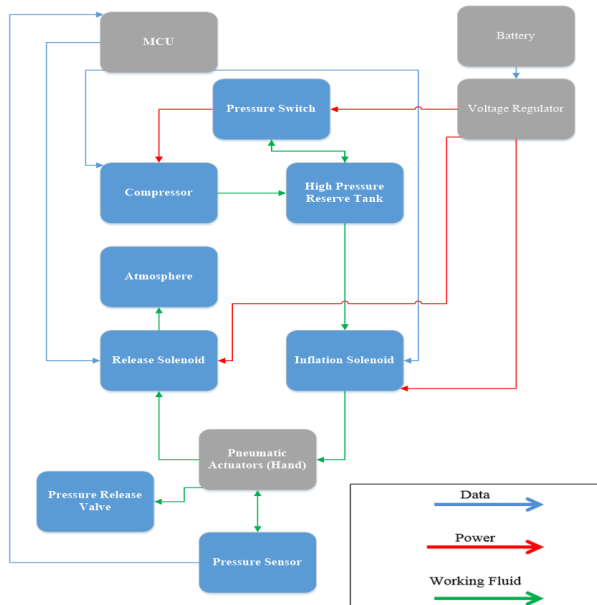 MCU
Battery
Voltage Regulator
Pressure Switch
Compressor
High Pressure
Reserve Tank
Atmosphere
Release Solenoid
Inflation Solenoid
Pneumatic
Actuators (Hand)
Pressure Release
Valve
Pressure Sensor
Data
Power
Working Fluid